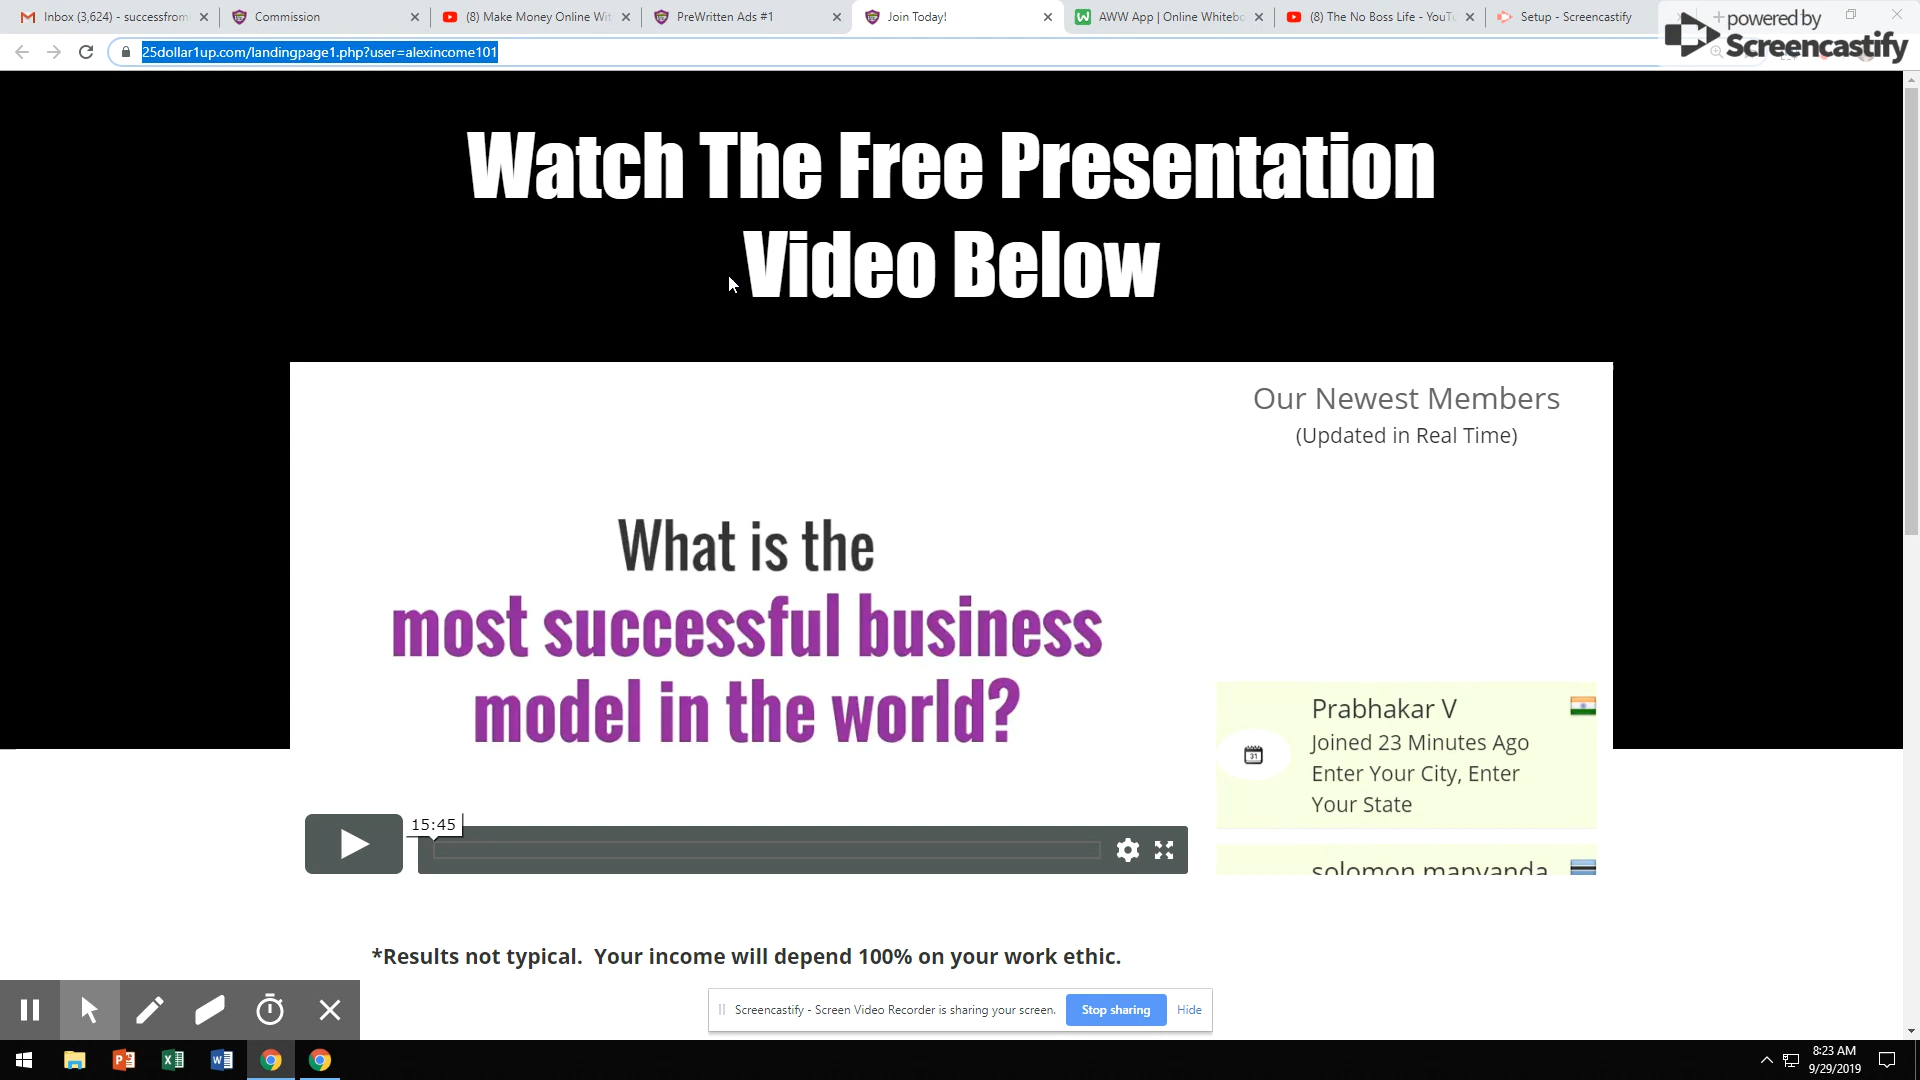 Inbox (3,624) - successfrom
Commission
(8) Make Money Online Wit
PreWritten Ads #1
Join Today!
AWW App | Online Whitebo
(8) The No Boss Life - YouTu
Setup - Screencastify
powered by
Screencastify
25dollar1up.com/landingpage1.php?user=alexincome101
Watch The Free Presentation
Video Below
Our Newest Members
(Updated in Real Time)
What is the
most successful business
model in the world?
Prabhakar V
Joined 23 Minutes Ago
Enter Your City, Enter
Your State
31
15:45
solomon manyanda
*Results not typical.  Your income will depend 100% on your work ethic.
Screencastify - Screen Video Recorder is sharing your screen.
Stop sharing
Hide
8:23 AM
9/29/2019